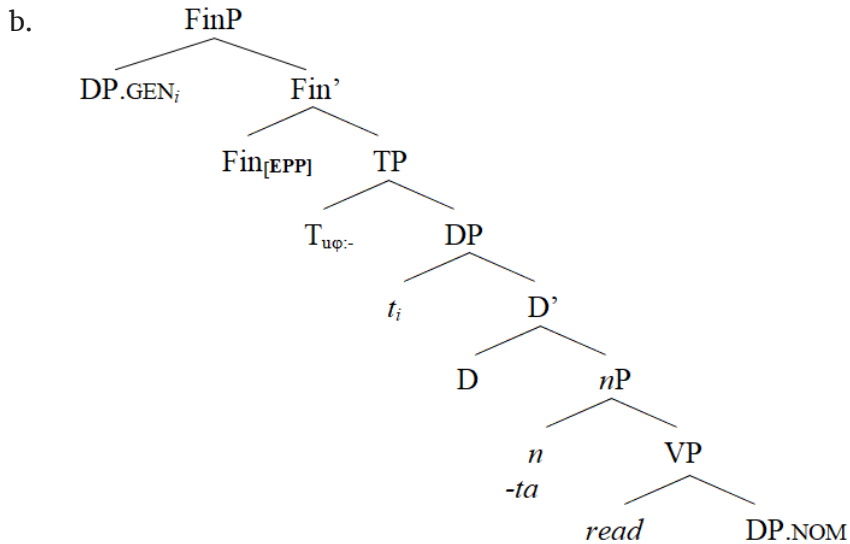 b. FinP
DP.GENᵢ Fin’
Fin[EPP] TP
Tuφ:- DP
tᵢ D’
D nP
n VP
-ta
read DP.NOM